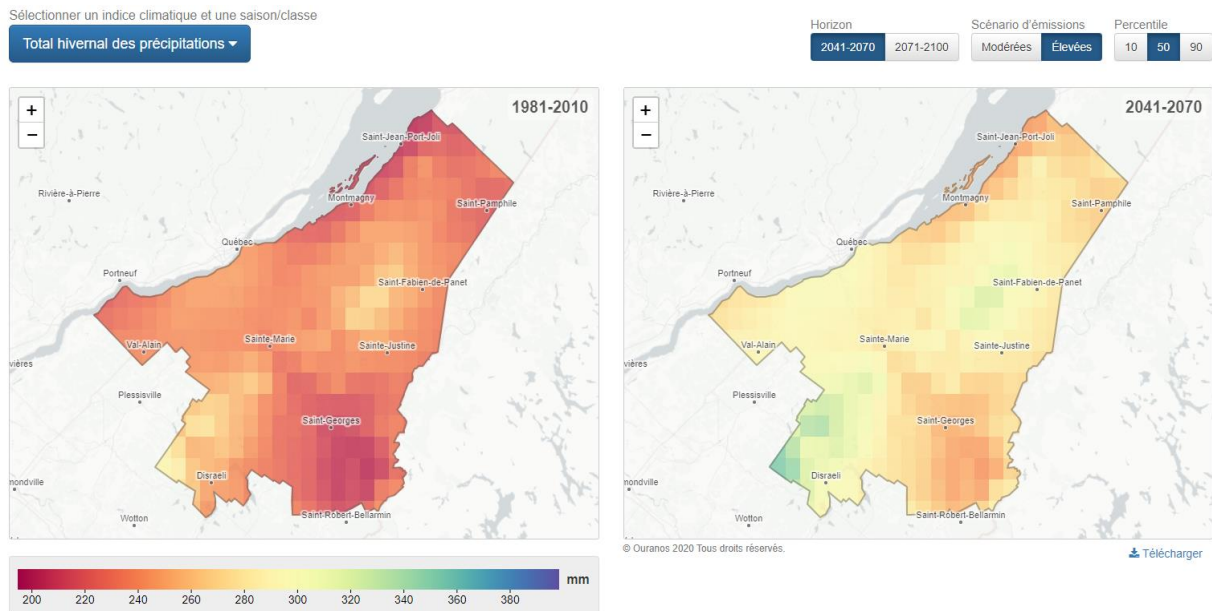 Sélectionner un indice climatique et une saison/classe
Total hivernal des précipitations
Horizon
2041-2070
2071-2100
Scénario d'émissions
Modérées
Élevées
Percentile
10
50
90
+
−
1981-2010
Saint-Jean-Port-Joli
Rivière-à-Pierre
Montmagny
Saint-Pamphile
Québec
Portneuf
Saint-Fabien-de-Panet
Val-Alain
Sainte-Marie
Sainte-Justine
vières
Plessisville
Saint-Georges
Disraeli
mondville
Wotton
Saint-Robert-Bellarmin
+
−
2041-2070
Saint-Jean-Port-Joli
Rivière-à-Pierre
Montmagny
Saint-Pamphile
Québec
Portneuf
Saint-Fabien-de-Panet
Val-Alain
Sainte-Marie
Sainte-Justine
vières
Plessisville
Saint-Georges
Disraeli
mondville
Wotton
Saint-Robert-Bellarmin
© Ouranos 2020 Tous droits réservés.
Télécharger
mm
200 220 240 260 280 300 320 340 360 380